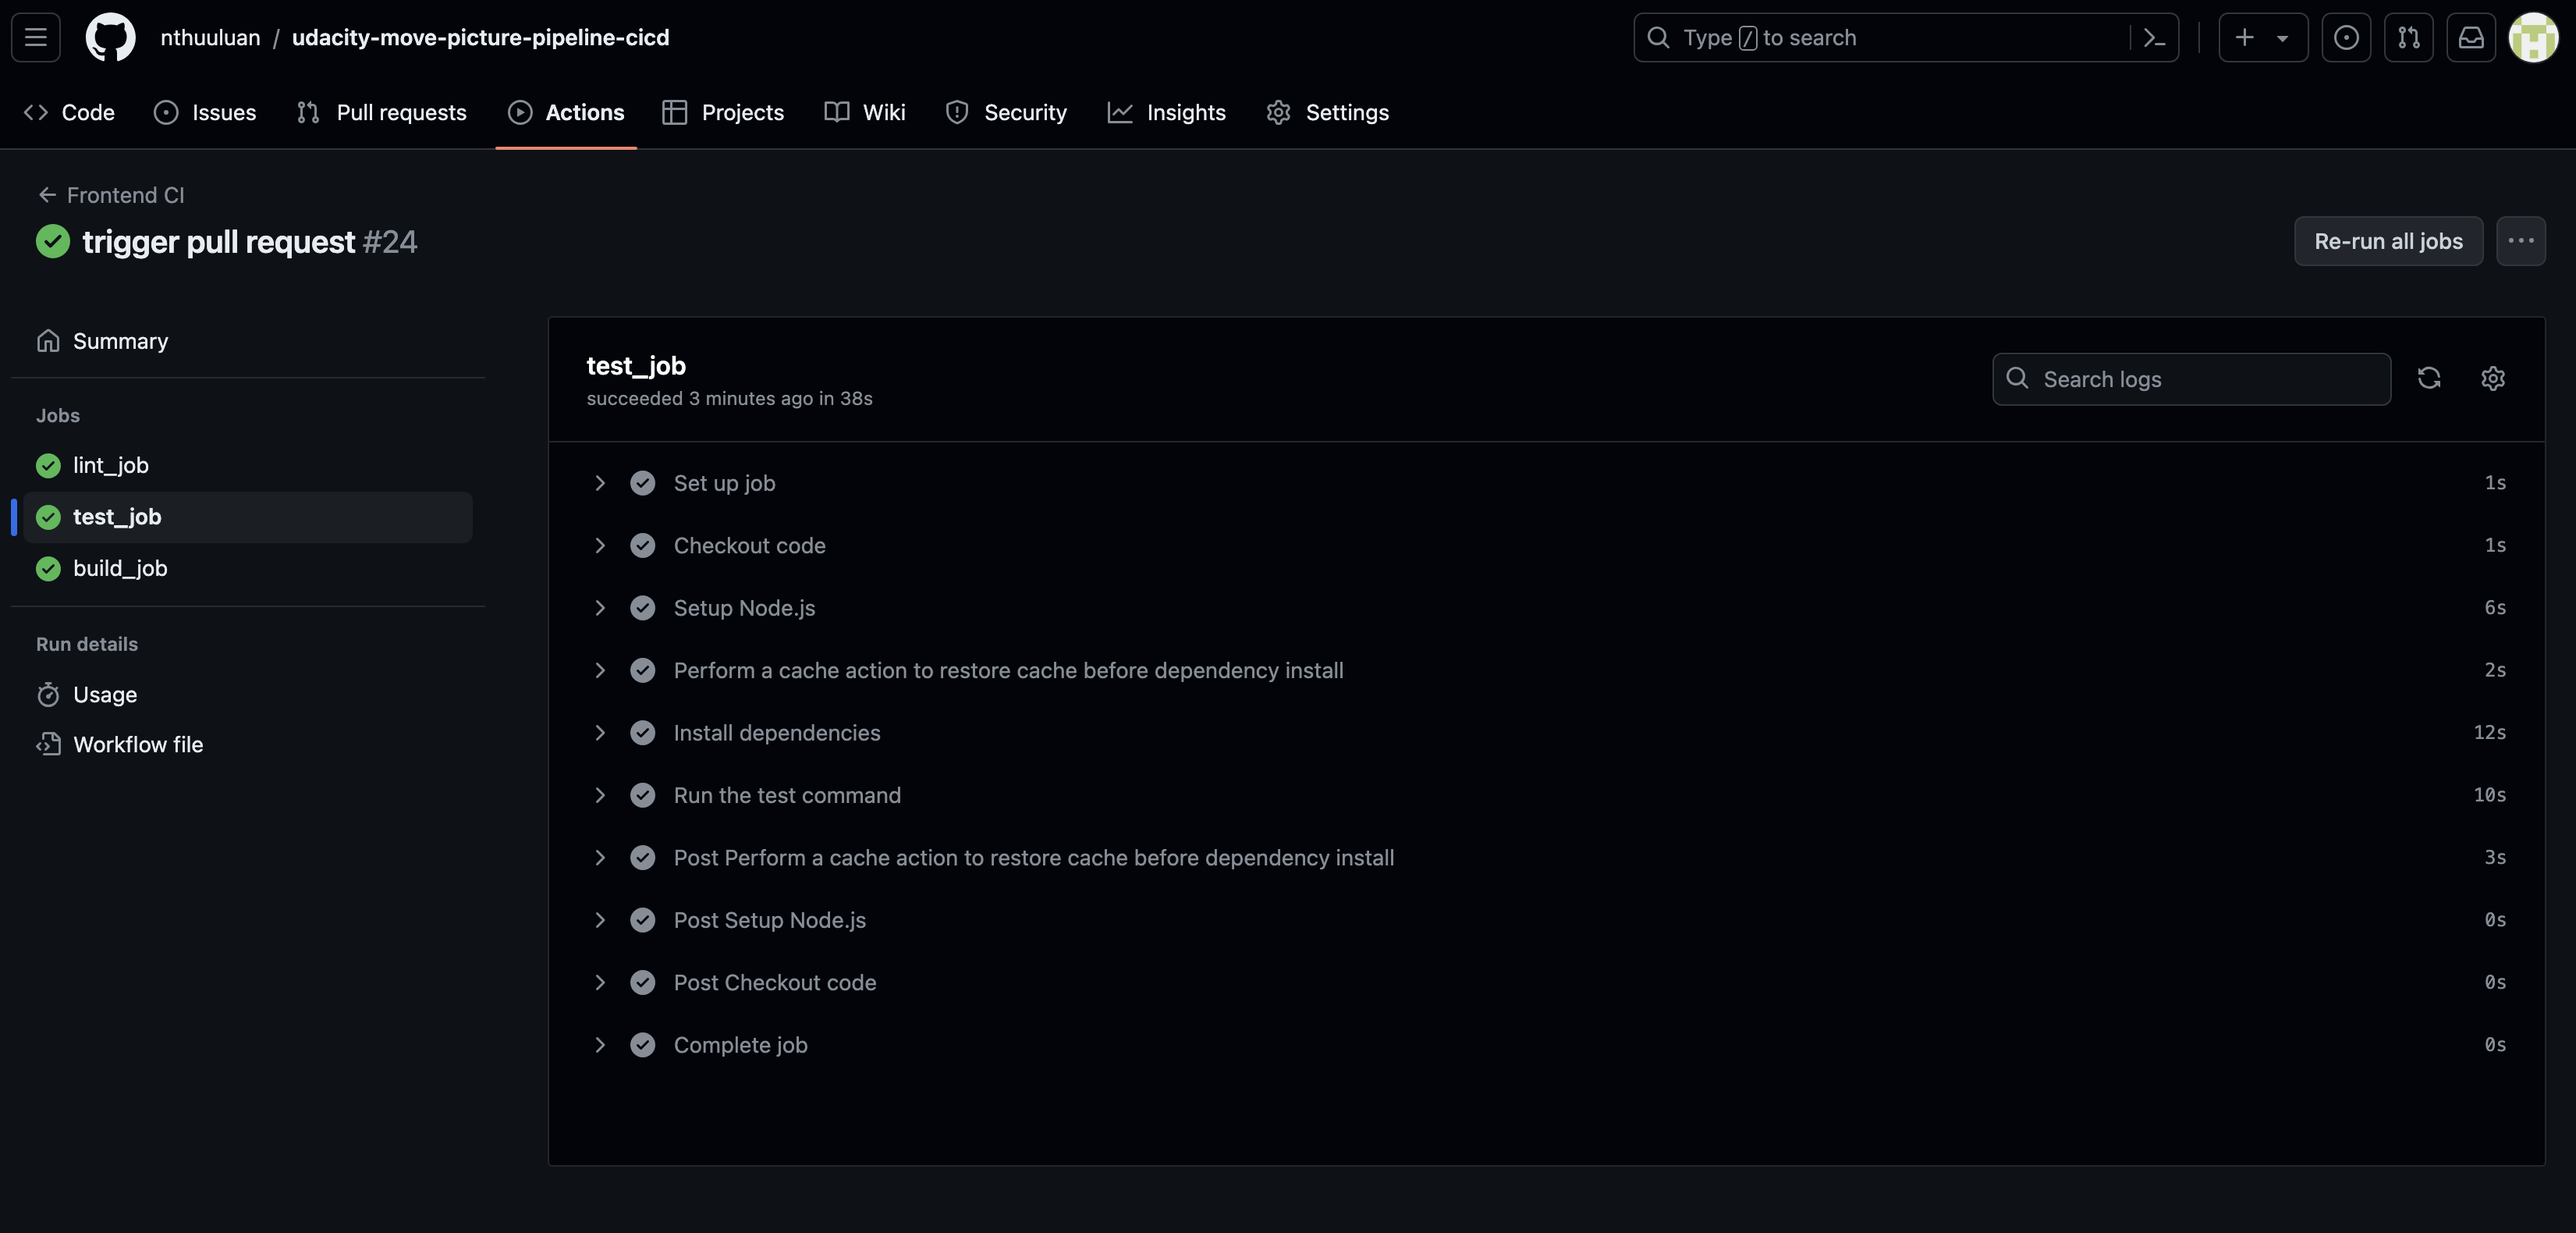 nthuuluan / udacity-move-picture-pipeline-cicd
Type / to search
Code
Issues
Pull requests
Actions
Projects
Wiki
Security
Insights
Settings
Frontend CI
trigger pull request #24
Re-run all jobs
Summary
Jobs
lint_job
test_job
build_job
Run details
Usage
Workflow file
test_job
succeeded 3 minutes ago in 38s
Search logs
Set up job 1s
Checkout code 1s
Setup Node.js 6s
Perform a cache action to restore cache before dependency install 2s
Install dependencies 12s
Run the test command 10s
Post Perform a cache action to restore cache before dependency install 3s
Post Setup Node.js 0s
Post Checkout code 0s
Complete job 0s